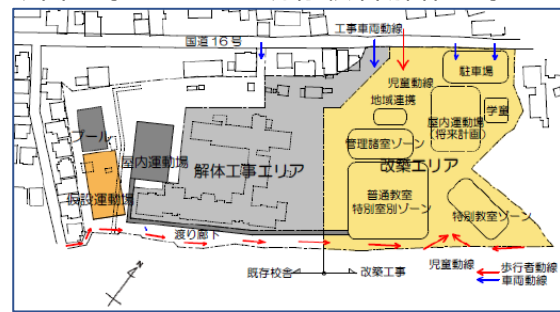 工事車両動線
国道16号
児童動線
駐車場
地域連携
屋内運動場
(将来計画)
学童
プール
管理諸室ゾーン
屋内運動場
解体工事エリア
改築エリア
仮設運動場
普通教室
特別室別ゾーン
特別教室ゾーン
渡り廊下
児童動線
既存校舎
改築工事
歩行者動線
車両動線
N